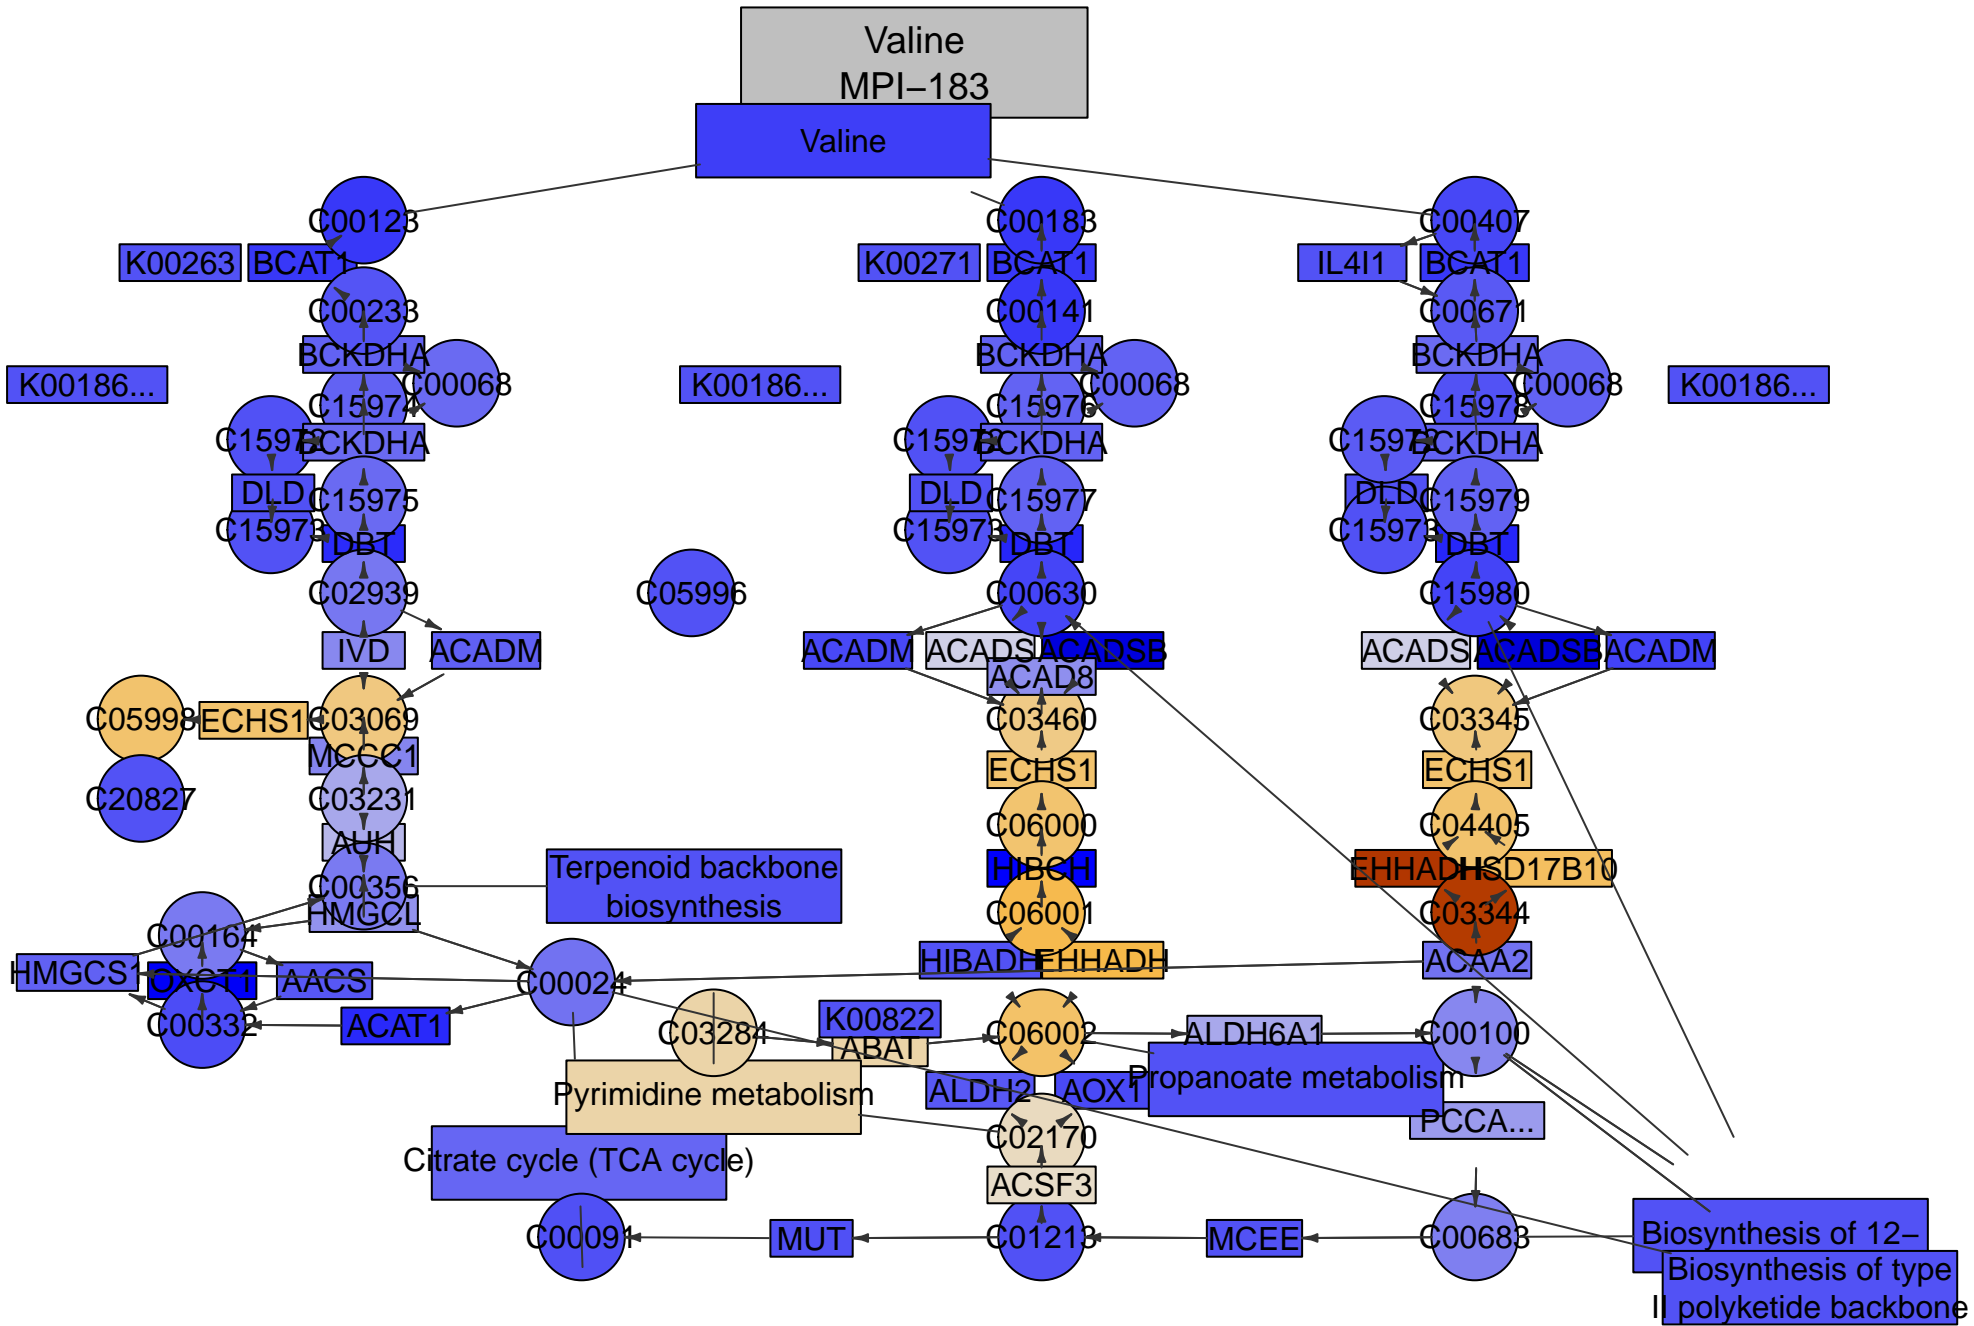 Valine
MPI−183
Valine
C00123
C00183
C00407
K00263
BCAT1
K00271
BCAT1
IL4I1
BCAT1
C00233
C00141
C00671
BCKDHA
BCKDHA
BCKDHA
K00186...
C00068
K00186...
C00068
C00068
K00186...
C15974
C15976
C15978
C15972
BCKDHA
C15972
BCKDHA
C15972
BCKDHA
DLD
C15975
DLD
C15977
DLD
C15979
C15973
DBT
C15973
DBT
C15973
DBT
C02939
C05996
C00630
C15980
IVD
ACADM
ACADM
ACADS
ACADSB
ACADS
ACADSB
ACADM
ACAD8
C05998
ECHS1
C03069
C03460
C03345
MCCC1
ECHS1
ECHS1
C20827
C03231
C06000
C04405
AUH
HIBCH
EHHADH
HSD17B10
Terpenoid backbone
biosynthesis
C00356
HMGCL
C06001
C03344
C00164
HIBADH
EHHADH
ACAA2
HMGCS1
OXCT1
AACS
C00024
C00332
ACAT1
C03284
K00822
ABAT
C06002
ALDH6A1
C00100
Pyrimidine metabolism
ALDH2
AOX1
Propanoate metabolism
PCCA...
C02170
Citrate cycle (TCA cycle)
ACSF3
C00091
MUT
C01213
MCEE
C00683
Biosynthesis of 12−
Biosynthesis of type
II polyketide backbone